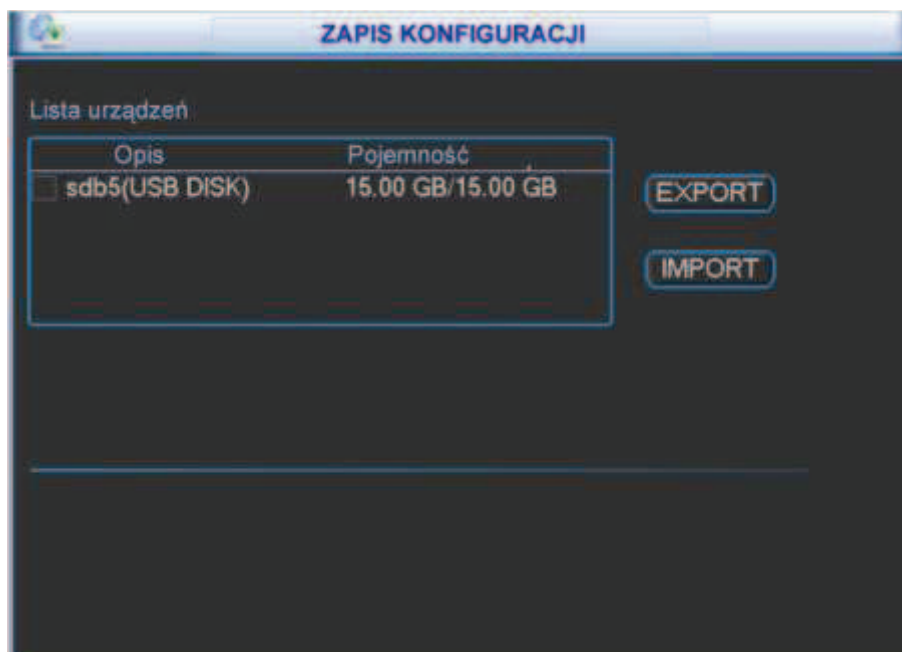 ZAPIS KONFIGURACJI
Lista urządzeń
Opis Pojemność
sdb5(USB DISK) 15.00 GB/15.00 GB
EXPORT
IMPORT